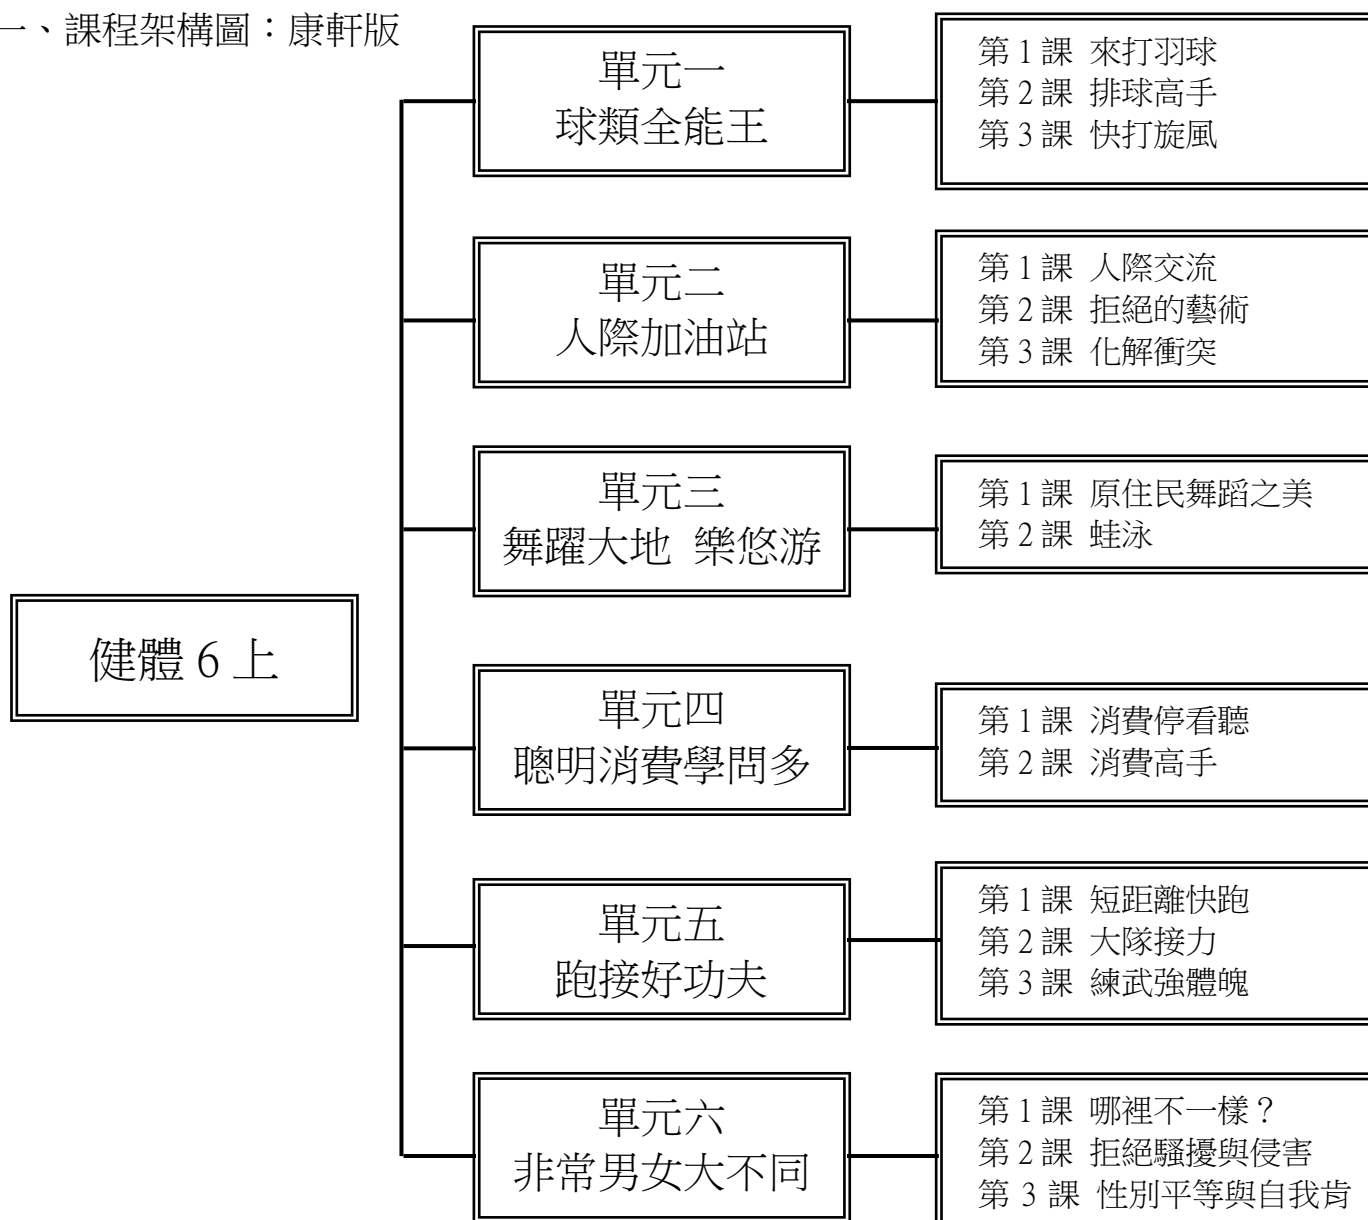 一、課程架構圖：康軒版
單元一
球類全能王
第 1 課 來打羽球
第 2 課 排球高手
第 3 課 快打旋風
單元二
人際加油站
第 1 課 人際交流
第 2 課 拒絕的藝術
第 3 課 化解衝突
單元三
舞躍大地 樂悠游
第 1 課 原住民舞蹈之美
第 2 課 蛙泳
健體 6 上
單元四
聰明消費學問多
第 1 課 消費停看聽
第 2 課 消費高手
單元五
跑接好功夫
第 1 課 短距離快跑
第 2 課 大隊接力
第 3 課 練武強體魄
單元六
非常男女大不同
第 1 課 哪裡不一樣？
第 2 課 拒絕騷擾與侵害
第 3 課 性別平等與自我肯